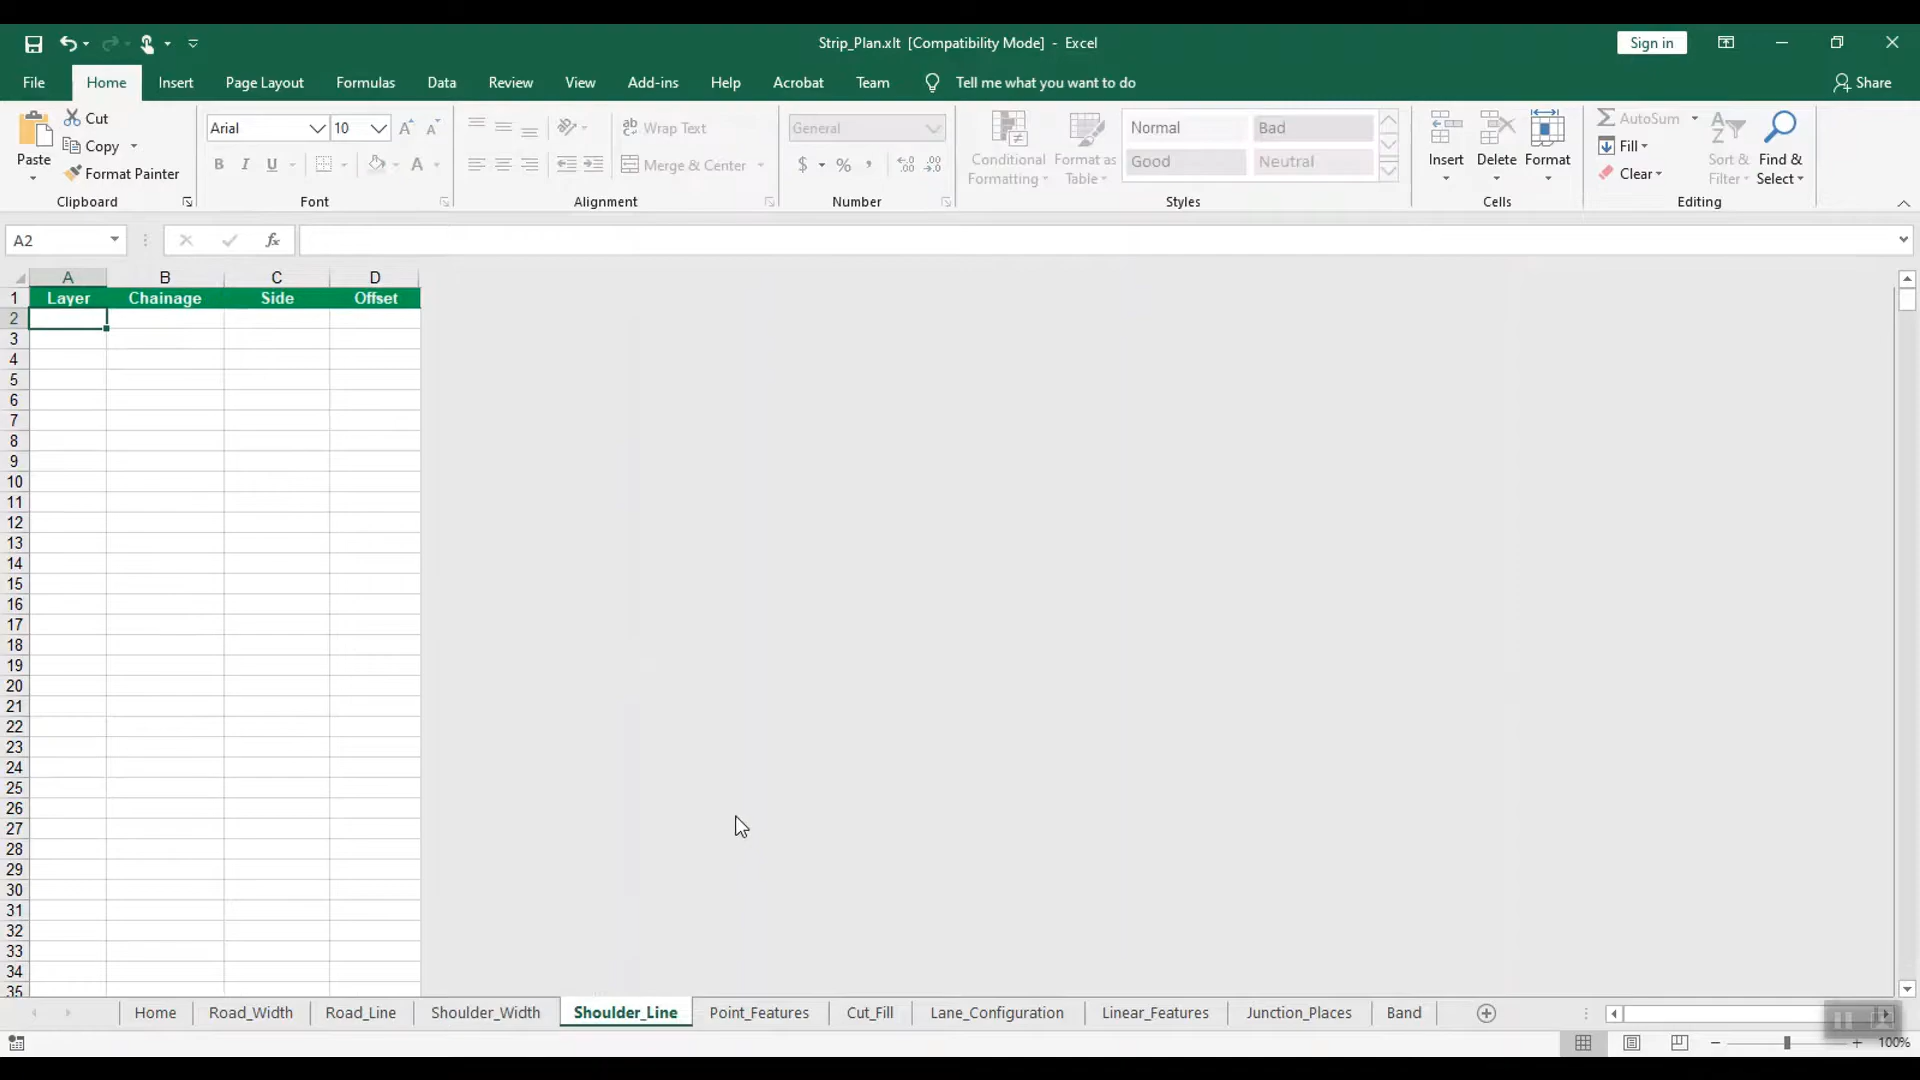 Strip_Plan.xlt [Compatibility Mode] - Excel
Sign in
File Home Insert Page Layout Formulas Data Review View Add-ins Help Acrobat Team Tell me what you want to do Share
Paste
Cut
Copy
Format Painter
Clipboard
Arial 10
B I U A
Font
ab Wrap Text
Merge & Center
Alignment
General
$ % ,
Number
Conditional Formatting
Format as Table
Normal Bad
Good Neutral
Styles
Insert Delete Format
Cells
AutoSum
Fill
Clear
Sort & Filter
Find & Select
Editing
A2 fx
A B C D
1 Layer Chainage Side Offset
2
3
4
5
6
7
8
9
10
11
12
13
14
15
16
17
18
19
20
21
22
23
24
25
26
27
28
29
30
31
32
33
34
35
Home Road_Width Road_Line Shoulder_Width Shoulder_Line Point_Features Cut_Fill Lane_Configuration Linear_Features Junction_Places Band
100%